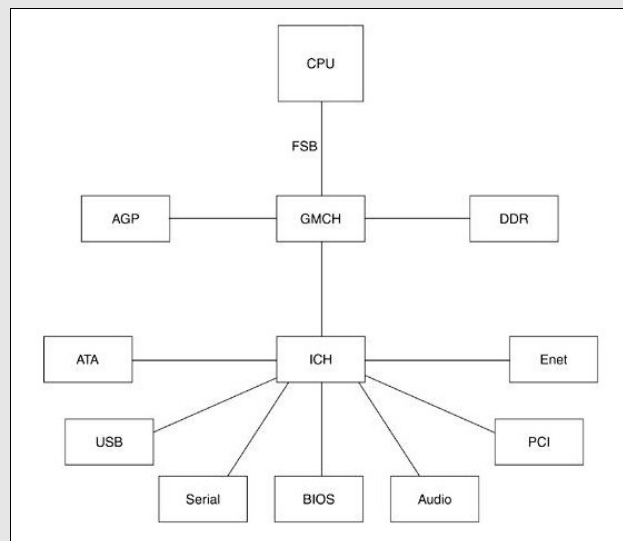 CPU
FSB
AGP
GMCH
DDR
ATA
ICH
Enet
USB
PCI
Serial
BIOS
Audio